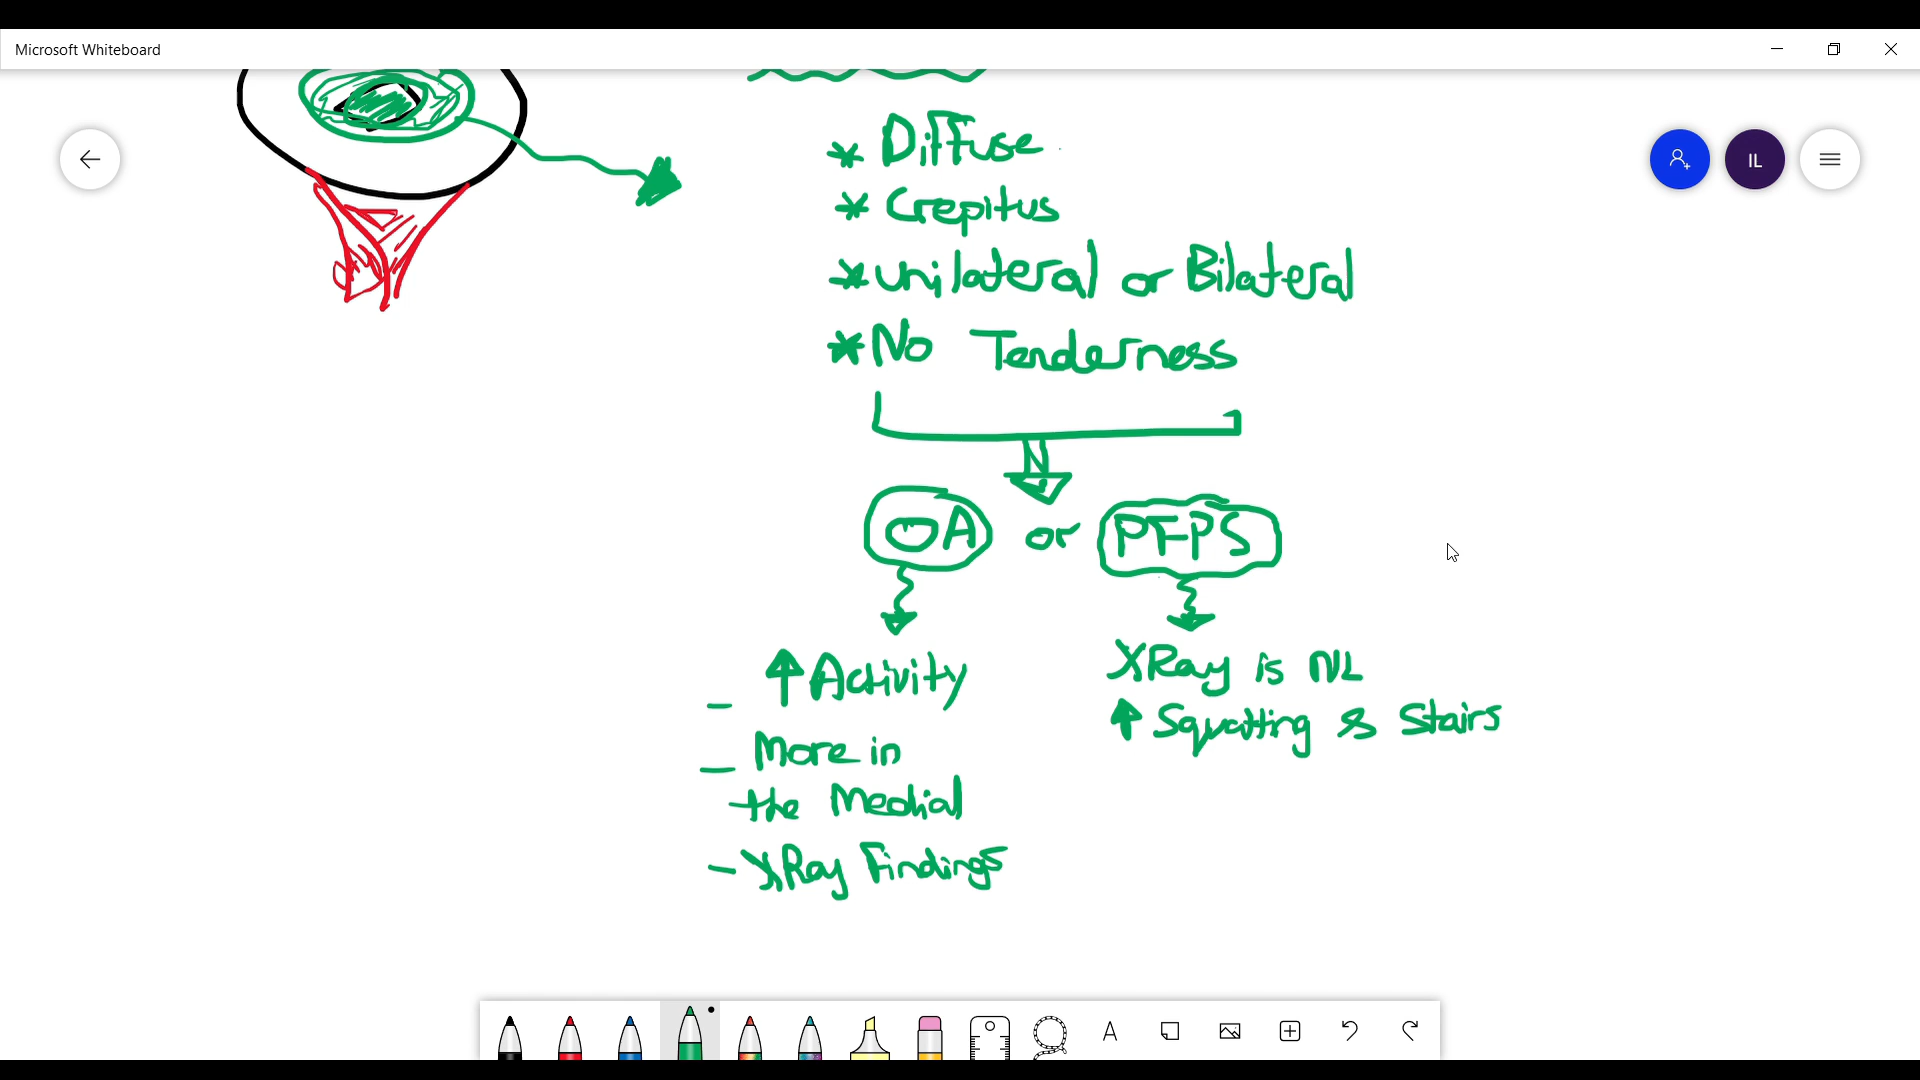 Microsoft Whiteboard
IL
* Diffuse
* Crepitus
* unilateral or Bilateral
* No Tenderness
OA or PFPS
↑ Activity
— More in
the Medial
- XRay Findings
XRay is NL
↑ Squatting & Stairs
A